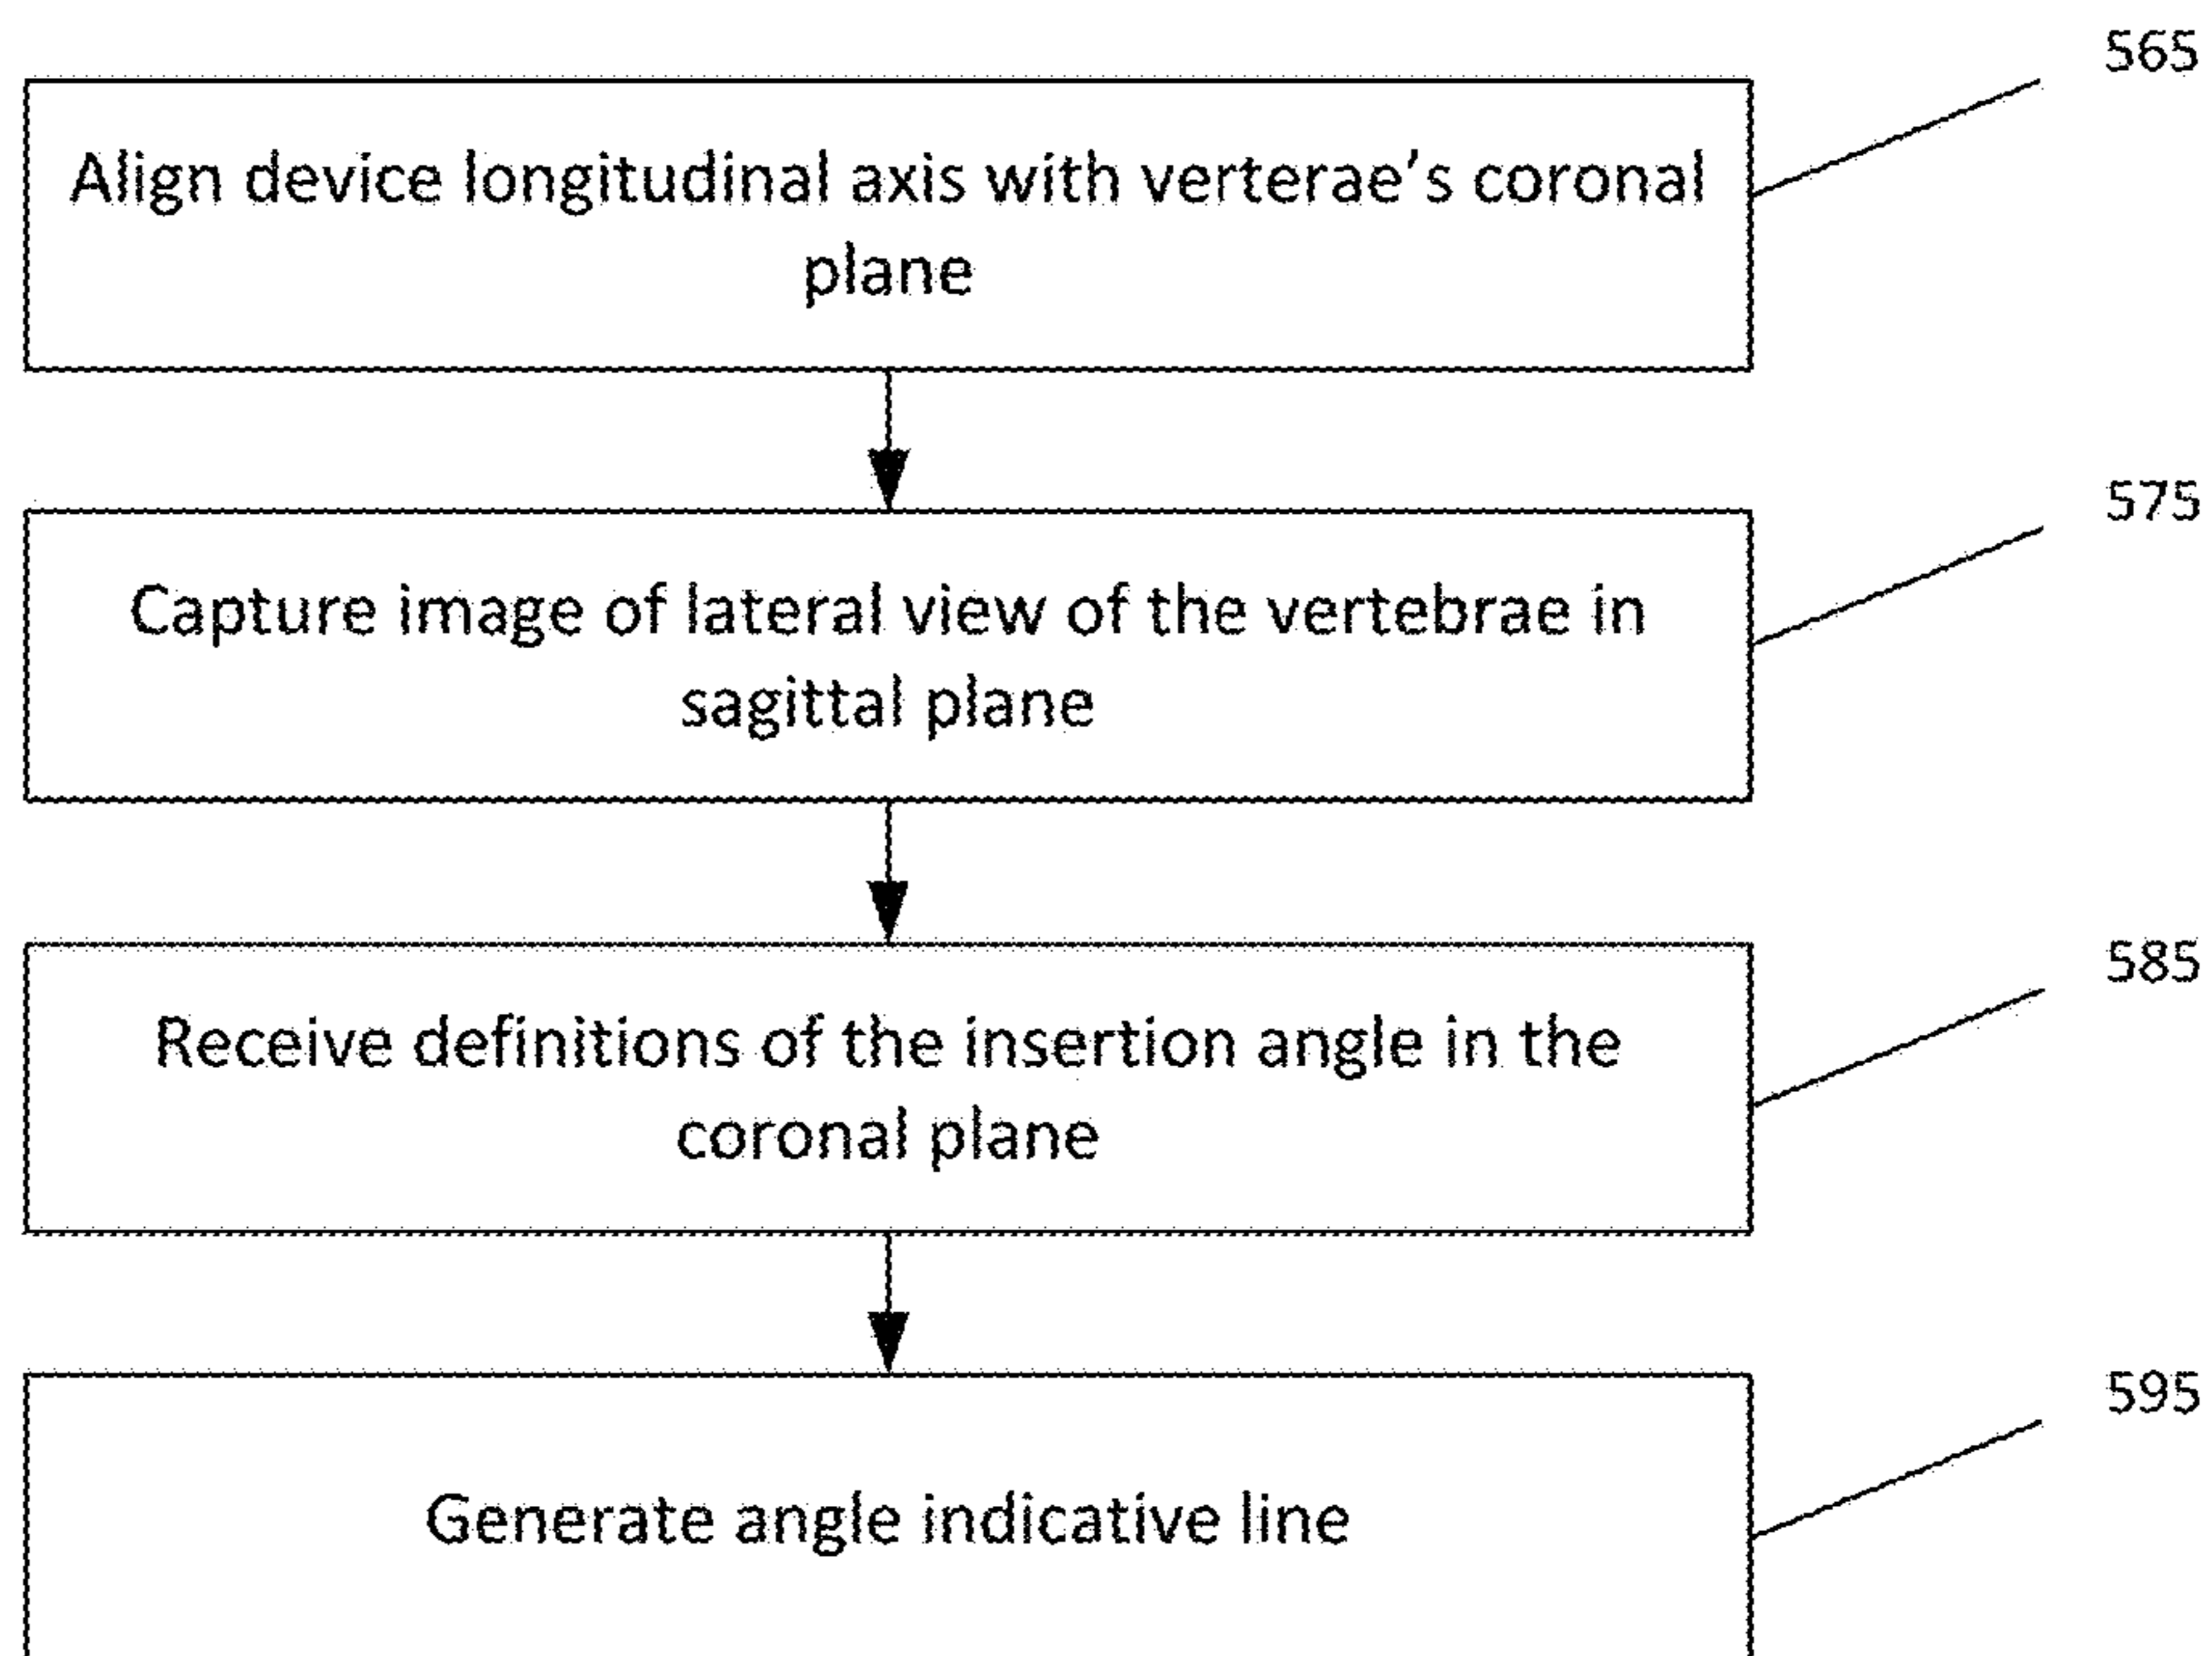 565
Align device longitudinal axis with verterae's coronal
plane
575
Capture image of lateral view of the vertebrae in
sagittal plane
585
Receive definitions of the insertion angle in the
coronal plane
595
Generate angle indicative line